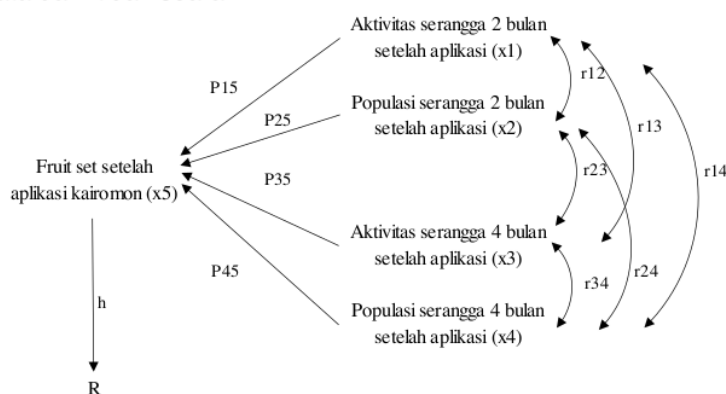 Aktivitas serangga 2 bulan
setelah aplikasi (x1)
P15
r12
Populasi serangga 2 bulan
setelah aplikasi (x2)
P25
r13
Fruit set setelah
aplikasi kairomon (x5)
P35
r23
r14
Aktivitas serangga 4 bulan
setelah aplikasi (x3)
P45
r34
r24
h
Populasi serangga 4 bulan
setelah aplikasi (x4)
R